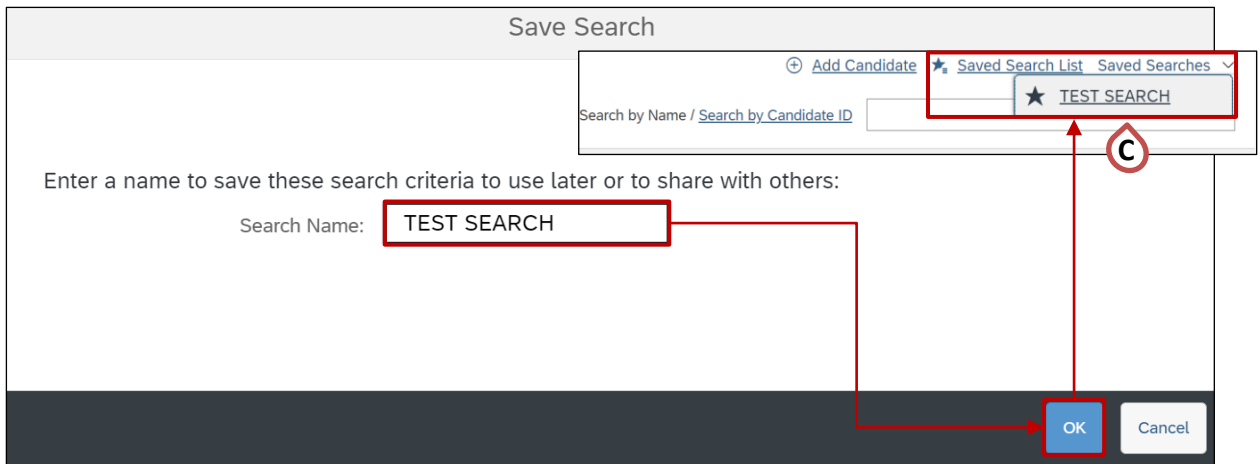 Save Search
Add Candidate Saved Search List Saved Searches
TEST SEARCH
Search by Name / Search by Candidate ID
C
Enter a name to save these search criteria to use later or to share with others:
Search Name: TEST SEARCH
OK Cancel